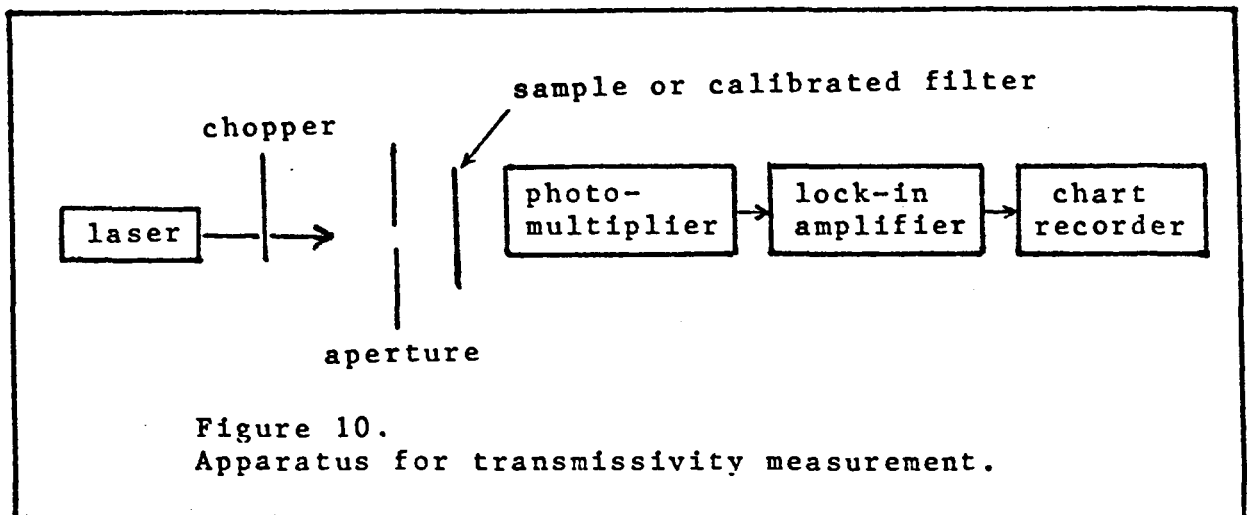 sample or calibrated filter
chopper
laser
photo-
multiplier
lock-in
amplifier
chart
recorder
aperture
Figure 10.
Apparatus for transmissivity measurement.